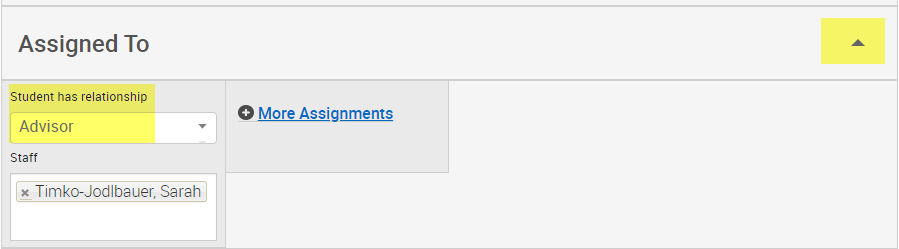 Assigned To
Student has relationship
Advisor
Staff
Timko-Jodlbauer, Sarah
More Assignments